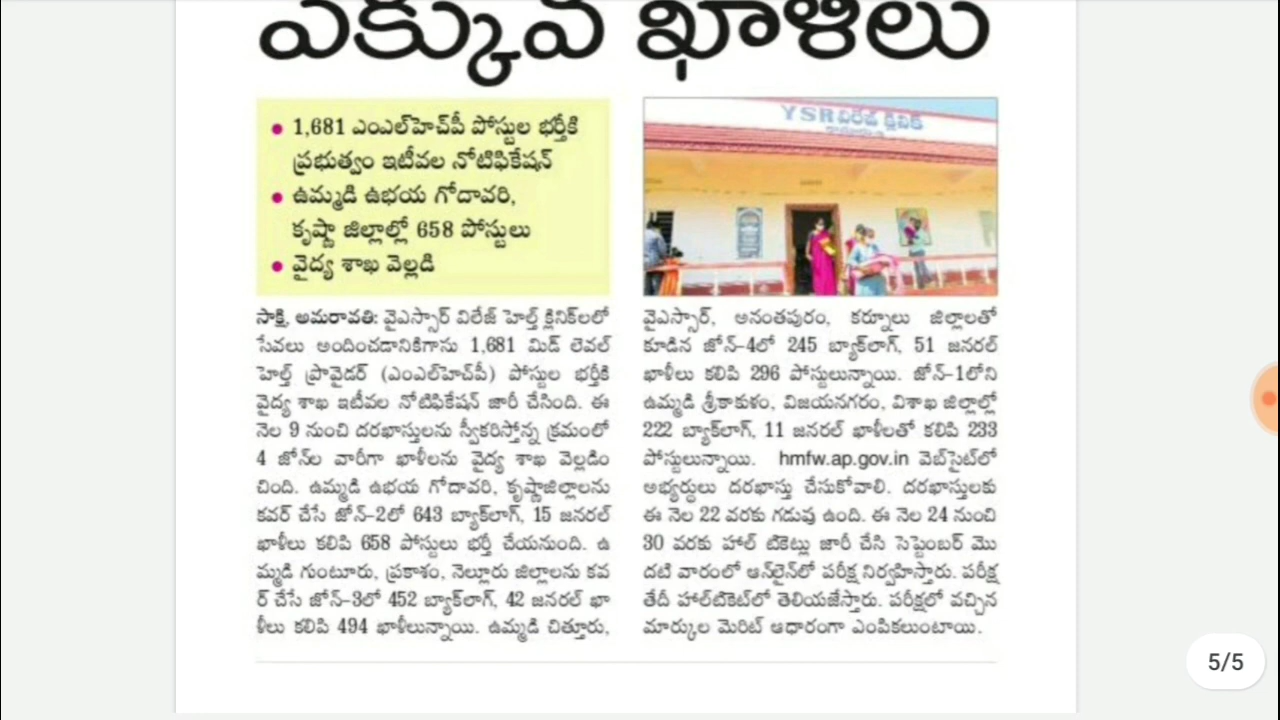 ఎక్కువ ఖాళీలు
• 1,681 ఎంఎల్‌హెచ్‌పీ పోస్టుల భర్తీకి
ప్రభుత్వం ఇటీవల నోటిఫికేషన్
• ఉమ్మడి ఉభయ గోదావరి,
కృష్ణా జిల్లాల్లో 658 పోస్టులు
• వైద్య శాఖ వెల్లడి
YSR విలేజ్ క్లినిక్
సాక్షి, అమరావతి: వైఎస్సార్ విలేజ్ హెల్త్ క్లినిక్‌లలో
సేవలు అందించడానికిగాను 1,681 మిడ్ లెవల్
హెల్త్ ప్రొవైడర్ (ఎంఎల్‌హెచ్‌పీ) పోస్టుల భర్తీకి
వైద్య శాఖ ఇటీవల నోటిఫికేషన్ జారీ చేసింది. ఈ
నెల 9 నుంచి దరఖాస్తులను స్వీకరిస్తోన్న క్రమంలో
4 జోన్‌ల వారీగా ఖాళీలను వైద్య శాఖ వెల్లడిం
చింది. ఉమ్మడి ఉభయ గోదావరి, కృష్ణాజిల్లాలను
కవర్ చేసే జోన్–2లో 643 బ్యాక్‌లాగ్, 15 జనరల్
ఖాళీలు కలిపి 658 పోస్టులు భర్తీ చేయనుంది. ఉ
మ్మడి గుంటూరు, ప్రకాశం, నెల్లూరు జిల్లాలను కవ
ర్ చేసే జోన్–3లో 452 బ్యాక్‌లాగ్, 42 జనరల్ ఖా
ళీలు కలిపి 494 ఖాళీలున్నాయి. ఉమ్మడి చిత్తూరు,
వైఎస్సార్, అనంతపురం, కర్నూలు జిల్లాలతో
కూడిన జోన్–4లో 245 బ్యాక్‌లాగ్, 51 జనరల్
ఖాళీలు కలిపి 296 పోస్టులున్నాయి. జోన్–1లోని
ఉమ్మడి శ్రీకాకుళం, విజయనగరం, విశాఖ జిల్లాల్లో
222 బ్యాక్‌లాగ్, 11 జనరల్ ఖాళీలతో కలిపి 233
పోస్టులున్నాయి. hmfw.ap.gov.in వెబ్‌సైట్‌లో
అభ్యర్థులు దరఖాస్తు చేసుకోవాలి. దరఖాస్తులకు
ఈ నెల 22 వరకు గడువు ఉంది. ఈ నెల 24 నుంచి
30 వరకు హాల్ టికెట్లు జారీ చేసి సెప్టెంబర్ మొ
దటి వారంలో ఆన్‌లైన్‌లో పరీక్ష నిర్వహిస్తారు. పరీక్ష
తేదీ హాల్‌టికెట్‌లో తెలియజేస్తారు. పరీక్షలో వచ్చిన
మార్కుల మెరిట్ ఆధారంగా ఎంపికలుంటాయి.
5/5